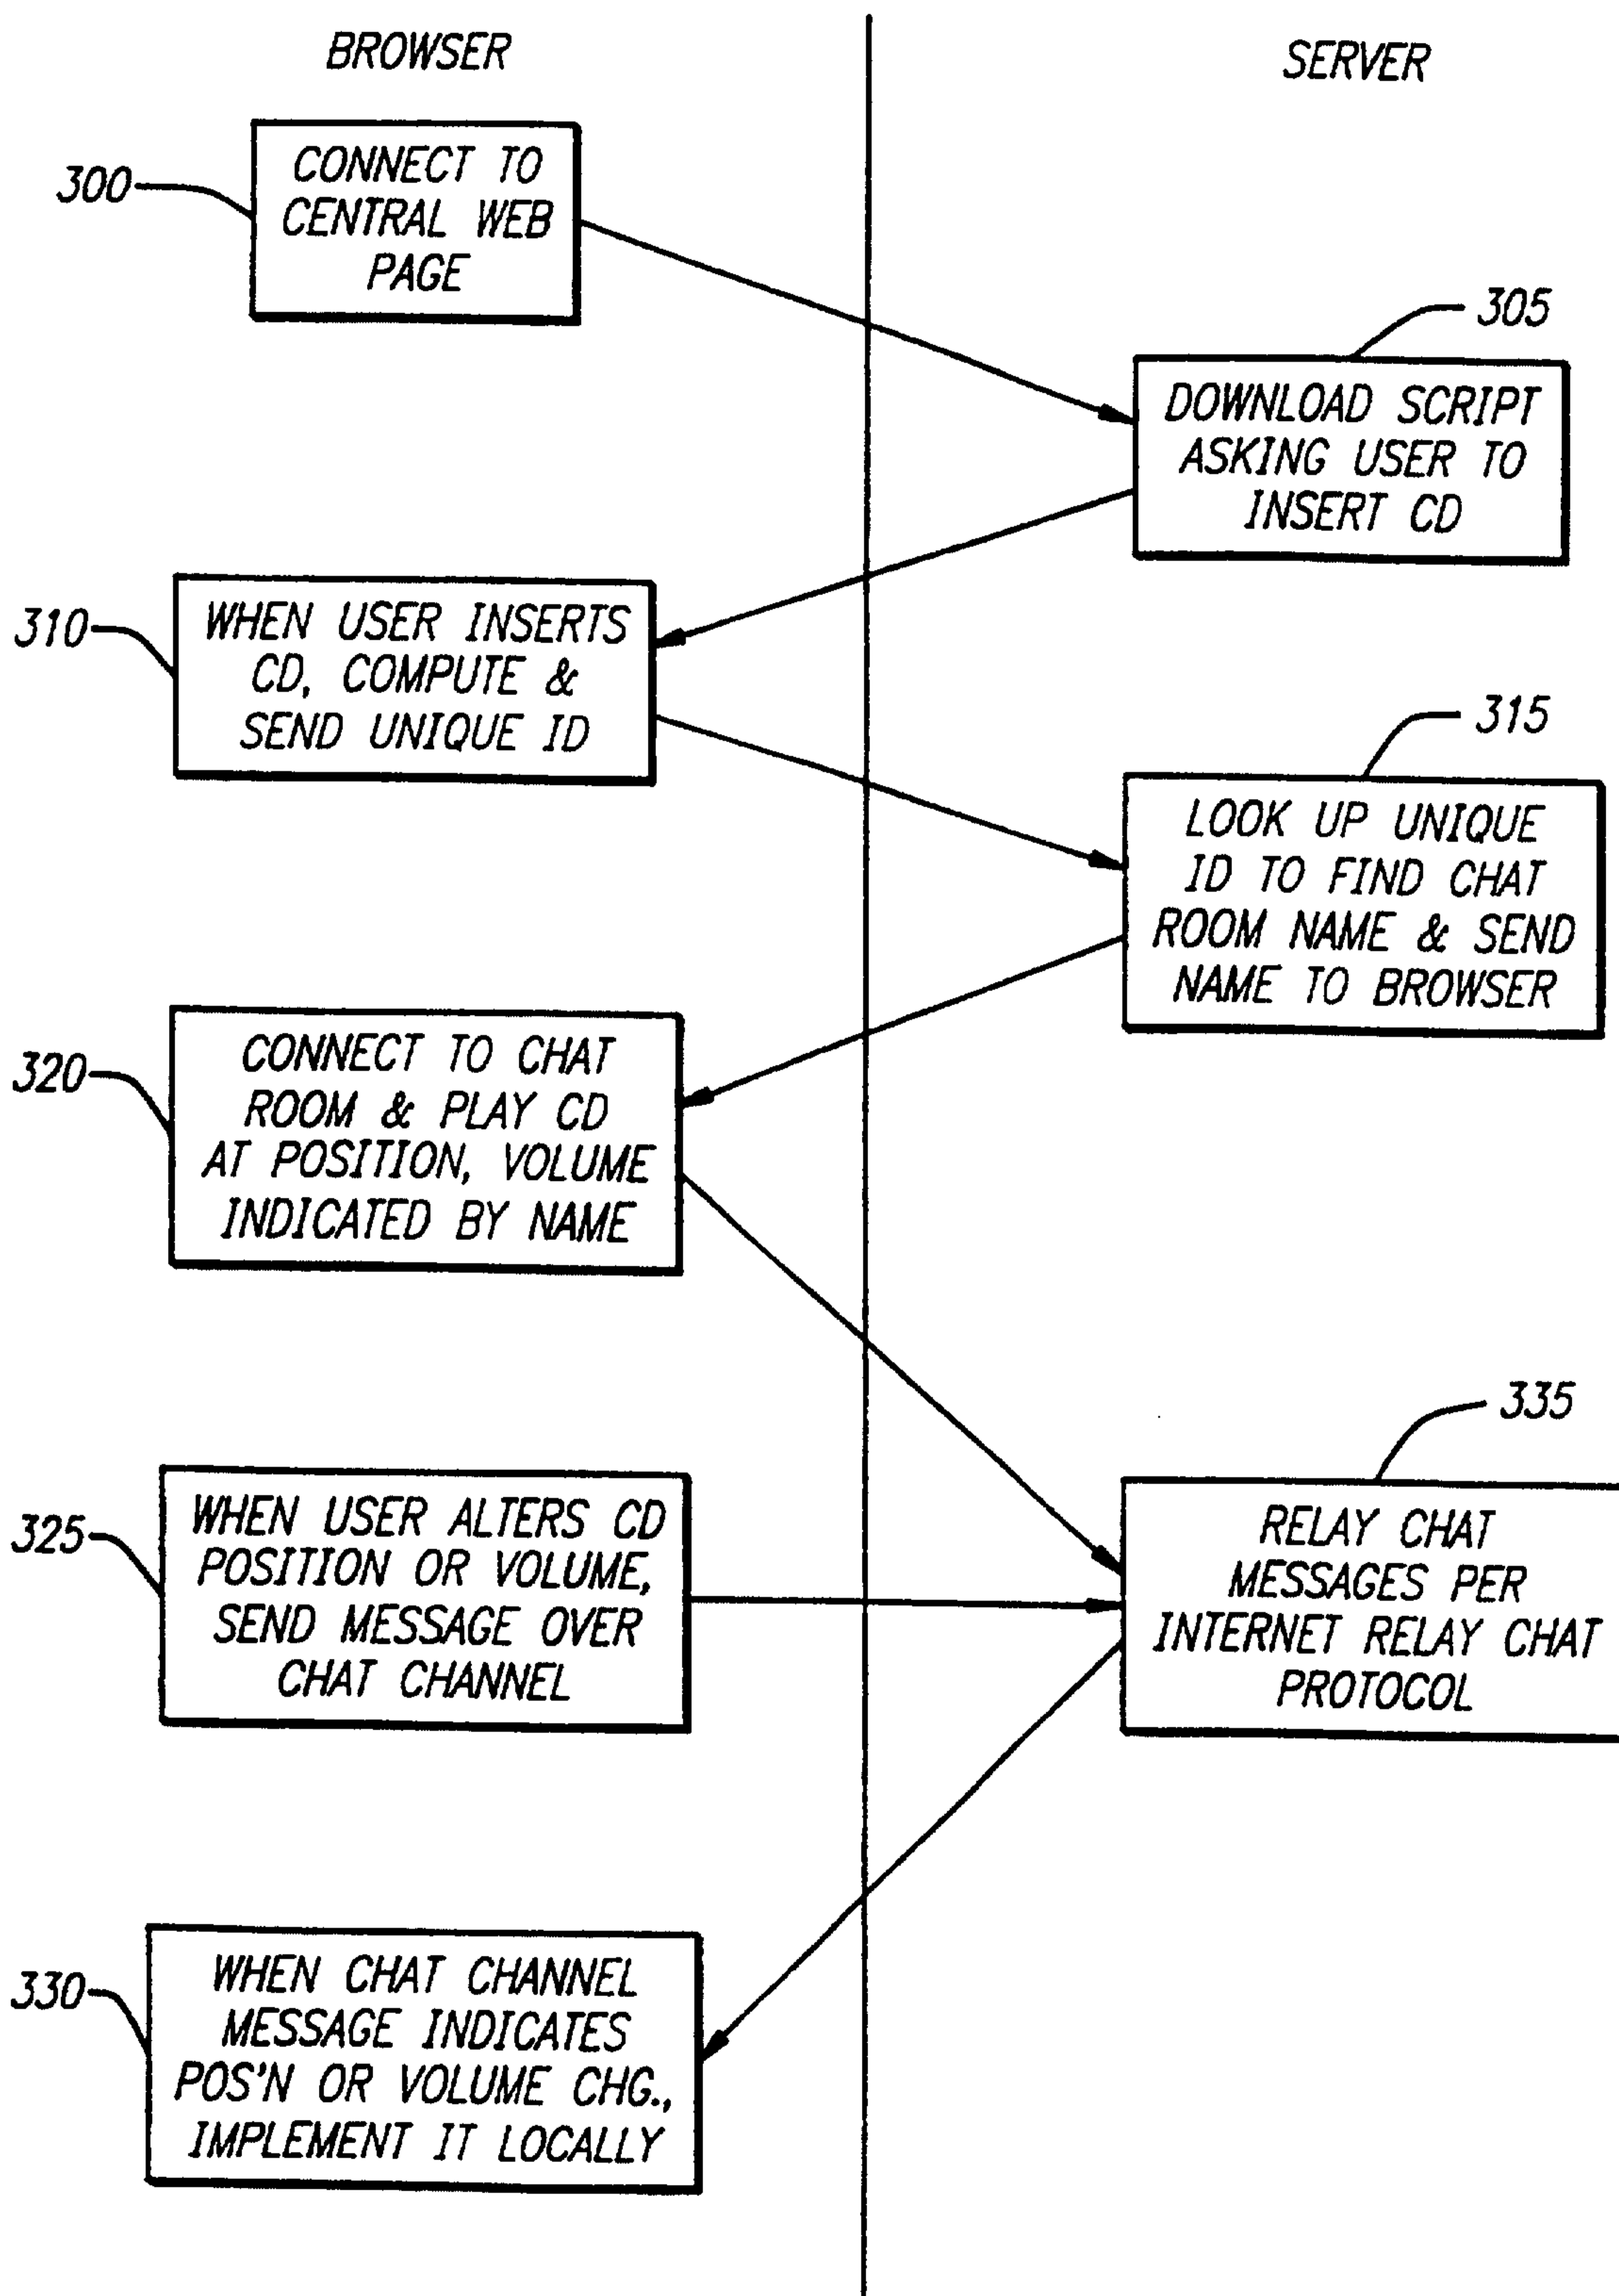 BROWSER
SERVER
300
CONNECT TO
CENTRAL WEB
PAGE
305
DOWNLOAD SCRIPT
ASKING USER TO
INSERT CD
310
WHEN USER INSERTS
CD, COMPUTE &
SEND UNIQUE ID
315
LOOK UP UNIQUE
ID TO FIND CHAT
ROOM NAME & SEND
NAME TO BROWSER
320
CONNECT TO CHAT
ROOM & PLAY CD
AT POSITION, VOLUME
INDICATED BY NAME
325
WHEN USER ALTERS CD
POSITION OR VOLUME,
SEND MESSAGE OVER
CHAT CHANNEL
335
RELAY CHAT
MESSAGES PER
INTERNET RELAY CHAT
PROTOCOL
330
WHEN CHAT CHANNEL
MESSAGE INDICATES
POS'N OR VOLUME CHG.,
IMPLEMENT IT LOCALLY